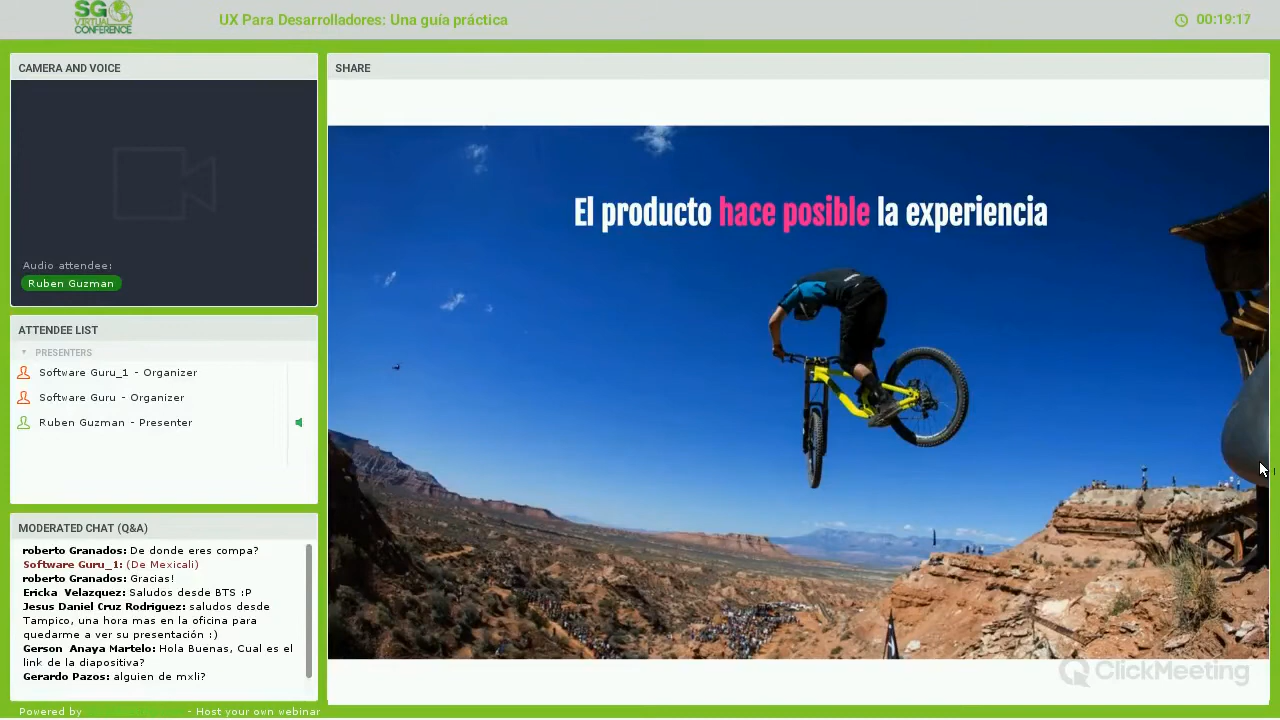 SG
VIRTUAL
CONFERENCE
UX Para Desarrolladores: Una guía práctica
00:19:17
CAMERA AND VOICE
Audio attendee:
Ruben Guzman
ATTENDEE LIST
PRESENTERS
Software Guru_1 - Organizer
Software Guru - Organizer
Ruben Guzman - Presenter
MODERATED CHAT (Q&A)
roberto Granados: De donde eres compa?
Software Guru_1: (De Mexicali)
roberto Granados: Gracias!
Ericka Velazquez: Saludos desde BTS :P
Jesus Daniel Cruz Rodriguez: saludos desde
Tampico, una hora mas en la oficina para
quedarme a ver su presentación :)
Gerson Anaya Martelo: Hola Buenas, Cual es el
link de la diapositiva?
Gerardo Pazos: alguien de mxli?
Powered by
- Host your own webinar
SHARE
El producto hace posible la experiencia
ClickMeeting